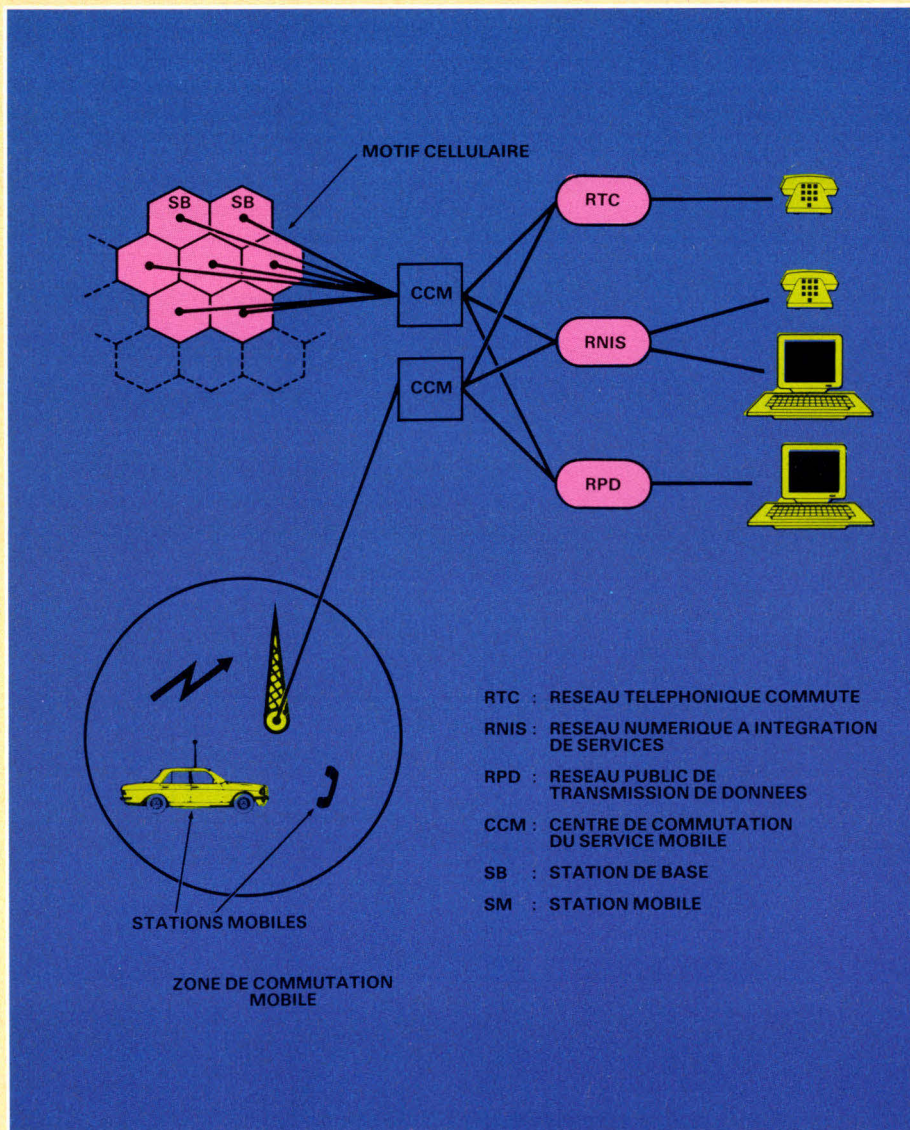 MOTIF CELLULAIRE
SB SB
RTC
CCM
RNIS
CCM
RPD
RTC : RESEAU TELEPHONIQUE COMMUTE
RNIS : RESEAU NUMERIQUE A INTEGRATION
DE SERVICES
RPD : RESEAU PUBLIC DE
TRANSMISSION DE DONNEES
CCM : CENTRE DE COMMUTATION
DU SERVICE MOBILE
SB : STATION DE BASE
SM : STATION MOBILE
STATIONS MOBILES
ZONE DE COMMUTATION
MOBILE